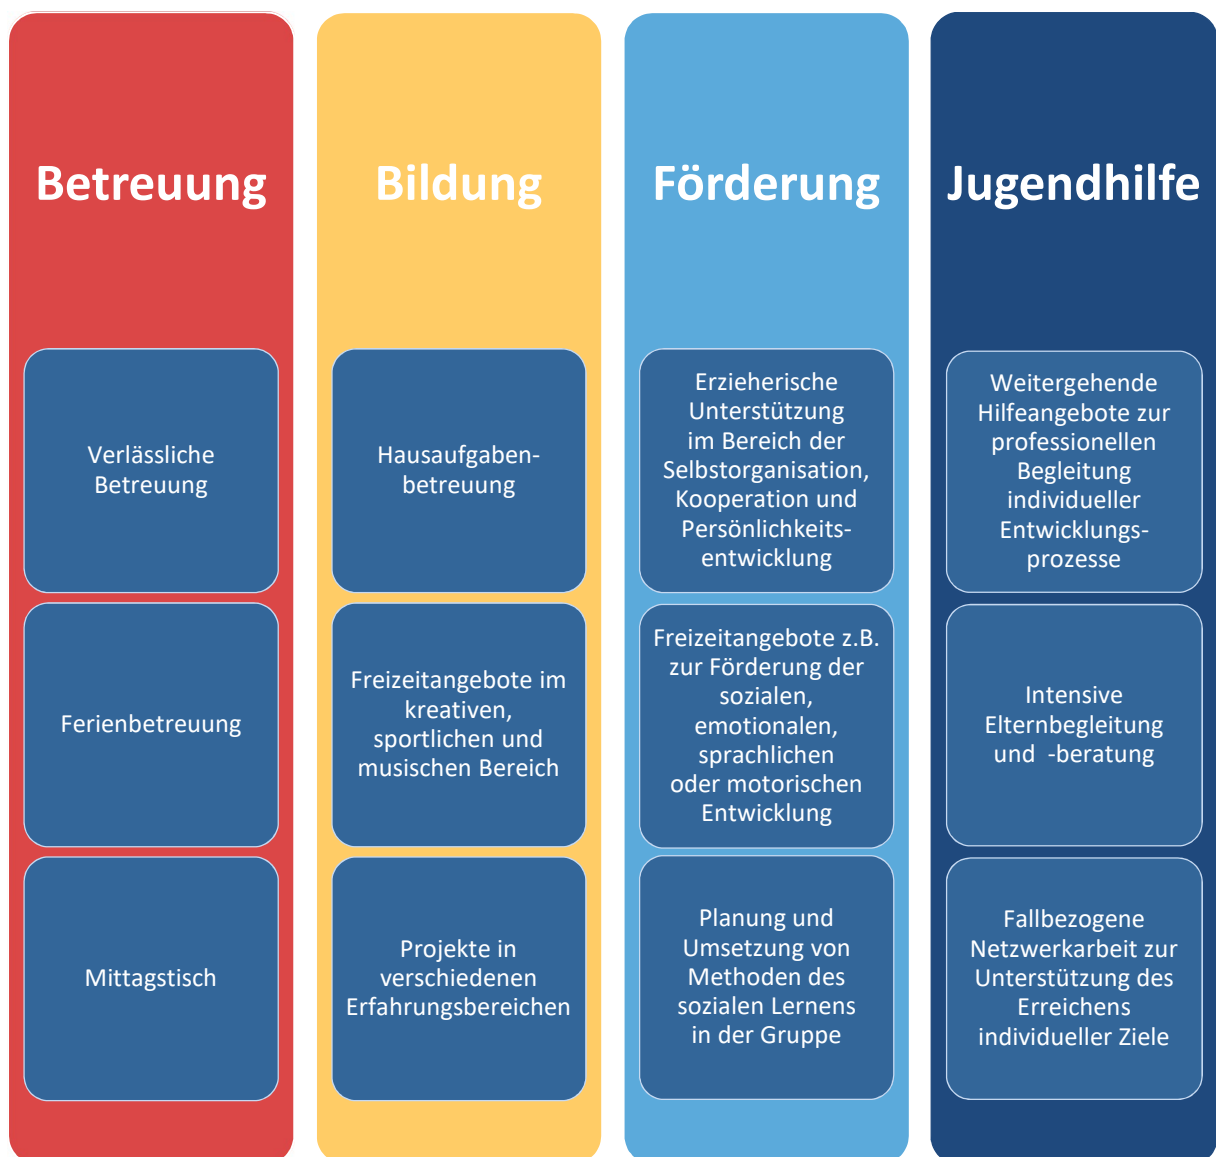 Betreuung
Verlässliche
Betreuung
Ferienbetreuung
Mittagstisch
Bildung
Hausaufgaben-
betreuung
Freizeitangebote im
kreativen,
sportlichen und
musischen Bereich
Projekte in
verschiedenen
Erfahrungsbereichen
Förderung
Erzieherische
Unterstützung
im Bereich der
Selbstorganisation,
Kooperation und
Persönlichkeits-
entwicklung
Freizeitangebote z.B.
zur Förderung der
sozialen,
emotionalen,
sprachlichen
oder motorischen
Entwicklung
Planung und
Umsetzung von
Methoden des
sozialen Lernens
in der Gruppe
Jugendhilfe
Weitergehende
Hilfeangebote zur
professionellen
Begleitung
individueller
Entwicklungs-
prozesse
Intensive
Elternbegleitung
und -beratung
Fallbezogene
Netzwerkarbeit zur
Unterstützung des
Erreichens
individueller Ziele